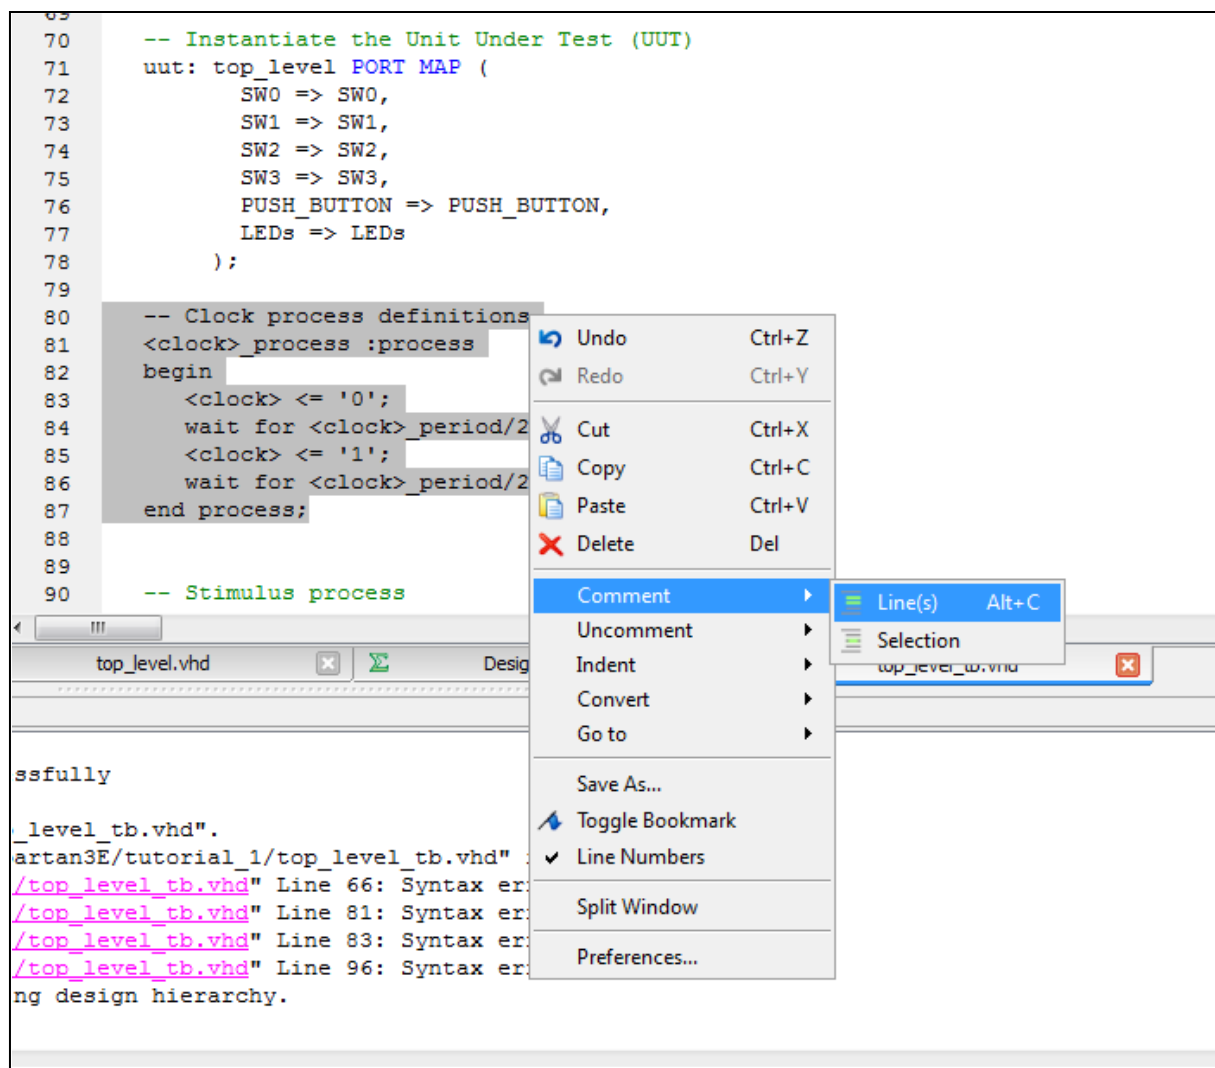 69
70 -- Instantiate the Unit Under Test (UUT)
71 uut: top_level PORT MAP (
72 SW0 => SW0,
73 SW1 => SW1,
74 SW2 => SW2,
75 SW3 => SW3,
76 PUSH_BUTTON => PUSH_BUTTON,
77 LEDs => LEDs
78 );
79
80 -- Clock process definitions
81 <clock>_process :process
82 begin
83 <clock> <= '0';
84 wait for <clock>_period/2
85 <clock> <= '1';
86 wait for <clock>_period/2
87 end process;
88
89
90 -- Stimulus process
Undo Ctrl+Z
Redo Ctrl+Y
Cut Ctrl+X
Copy Ctrl+C
Paste Ctrl+V
Delete Del
Comment
Uncomment
Indent
Convert
Go to
Save As...
Toggle Bookmark
Line Numbers
Split Window
Preferences...
Line(s) Alt+C
Selection
top_level.vhd
Desig
top_level_tb.vhd
ssfully
_level_tb.vhd".
artan3E/tutorial_1/top_level_tb.vhd"
/top_level_tb.vhd" Line 66: Syntax er
/top_level_tb.vhd" Line 81: Syntax er
/top_level_tb.vhd" Line 83: Syntax er
/top_level_tb.vhd" Line 96: Syntax er
ng design hierarchy.